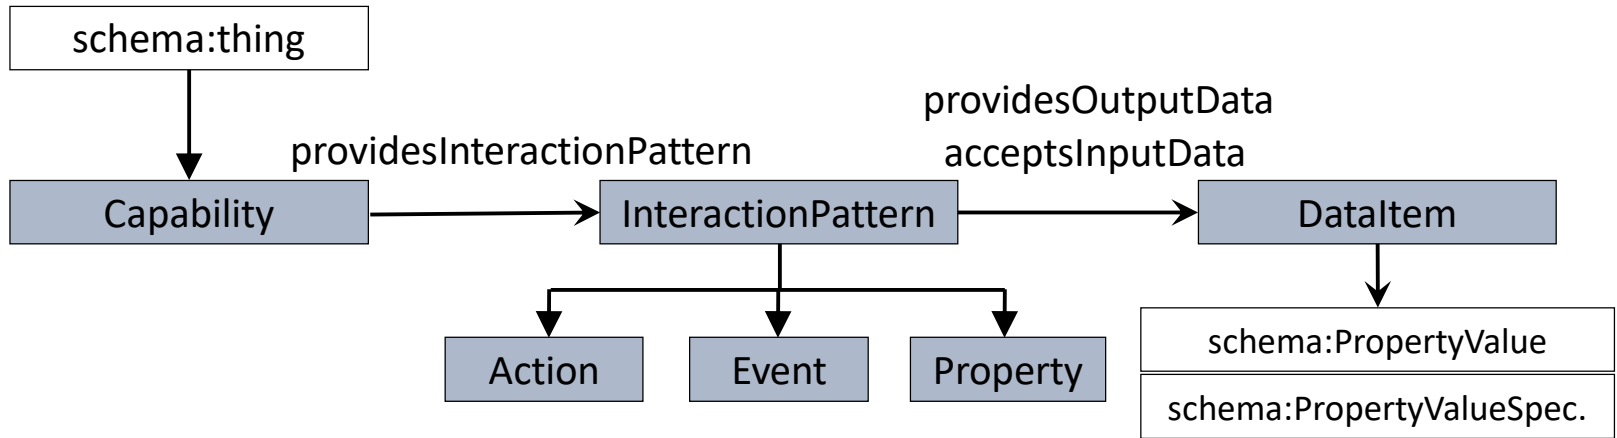 schema:thing
providesOutputData
providesInteractionPattern
acceptsInputData
Capability
InteractionPattern
DataItem
Action
Event
Property
schema:PropertyValue
schema:PropertyValueSpec.